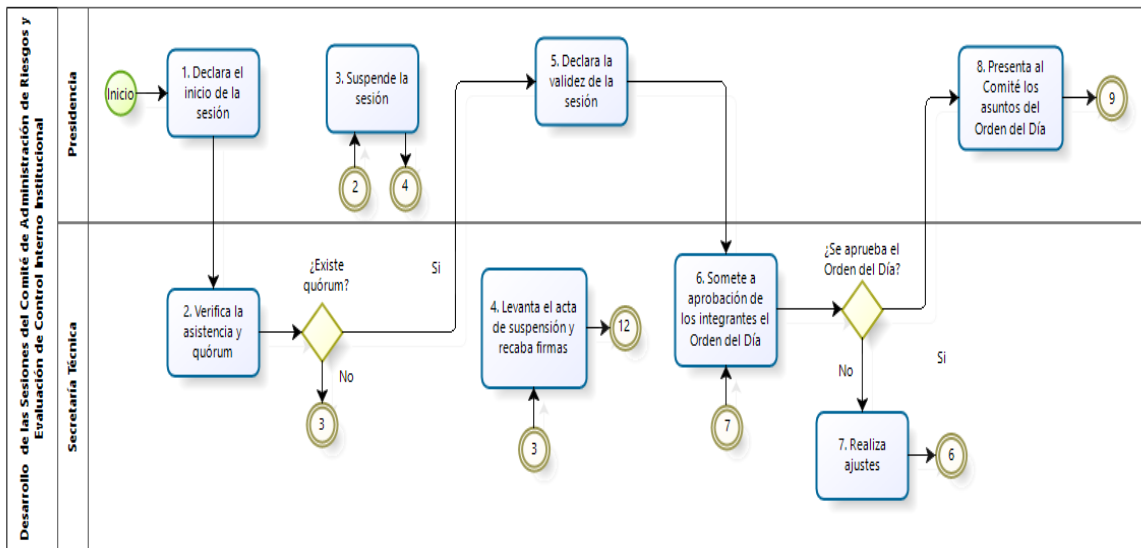 Desarrollo de las Sesiones del Comité de Administración de Riesgos y
Evaluación de Control Interno Institucional
Presidencia
Inicio
1. Declara el
inicio de la
sesión
3. Suspende la
sesión
2
4
5. Declara la
validez de la
sesión
8. Presenta al
Comité los
asuntos del
Orden del Día
9
Secretaría Técnica
2. Verifica la
asistencia y
quórum
¿Existe
quórum?
Si
No
3
4. Levanta el acta
de suspensión y
recaba firmas
12
3
6. Somete a
aprobación de
los integrantes el
Orden del Día
7
¿Se aprueba el
Orden del Día?
No
Si
7. Realiza
ajustes
6